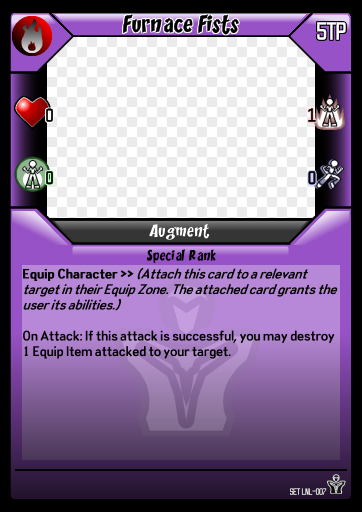 Furnace Fists
5TP
0
1
0
0
Augment
Special Rank
Equip Character >> (Attach this card to a relevant
target in their Equip Zone. The attached card grants the
user its abilities.)
On Attack: If this attack is successful, you may destroy
1 Equip Item attacked to your target.
SET LNL-007